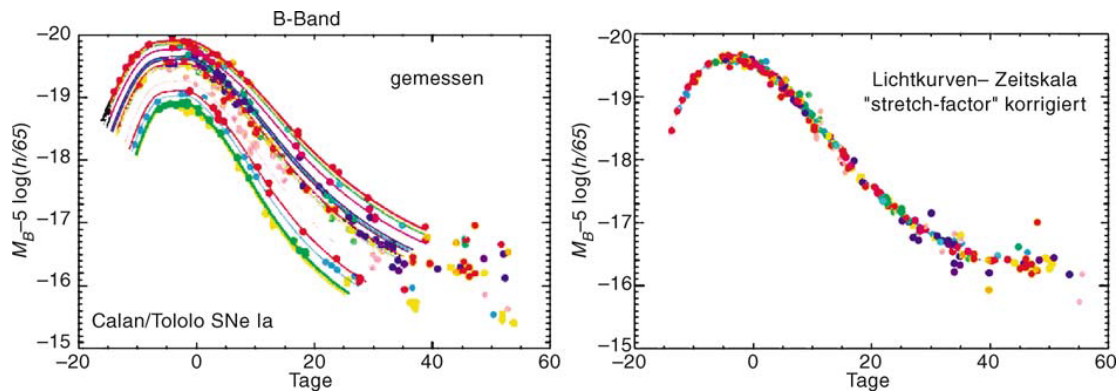 B-Band
M_B–5 log(h/65)
–20
–19
–18
–17
–16
–15
gemessen
Calan/Tololo SNe Ia
–20 0 20 40 60
Tage
M_B–5 log(h/65)
–20
–19
–18
–17
–16
–15
Lichtkurven– Zeitskala
"stretch-factor" korrigiert
–20 0 20 40 60
Tage